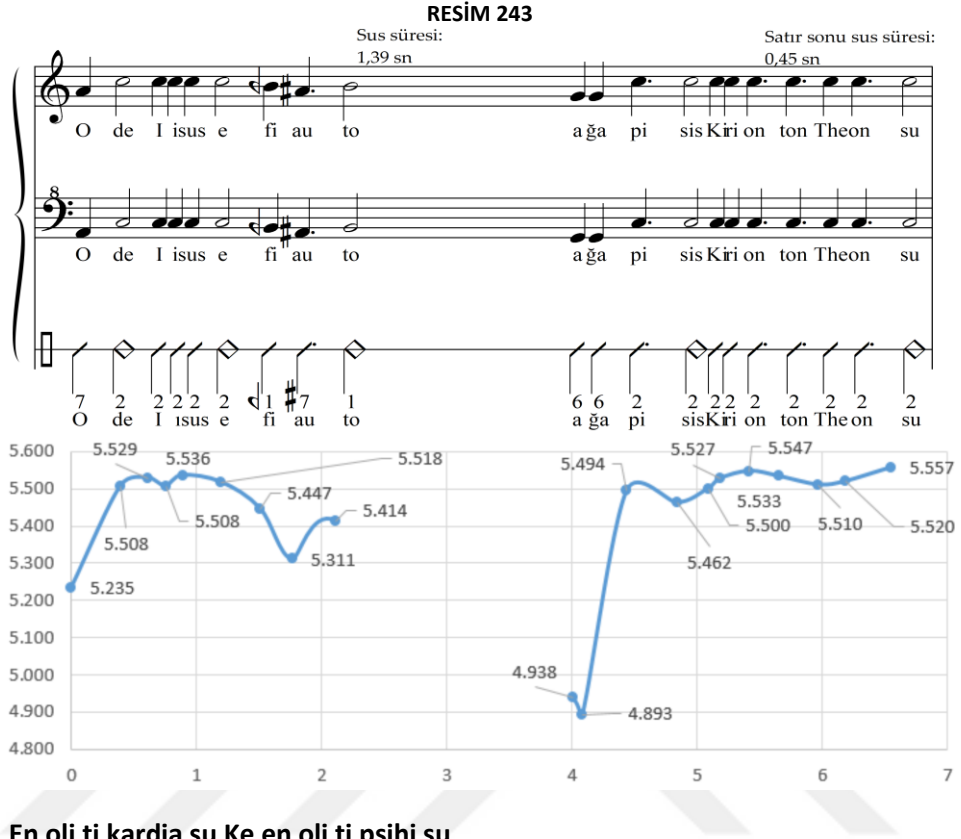 RESİM 243
Sus süresi:
1,39 sn
Satır sonu sus süresi:
0,45 sn
O de I isus e fi au to a ğa pi sis Kiri on ton Theon su
8
O de I isus e fi au to a ğa pi sis Kiri on ton Theon su
7 2 2 2 2 2 1 7 1 6 6 2 2 2 2 2 2 2 2 2
O de I isus e fi au to a ğa pi sis Kiri on ton The on su
5.600
5.500
5.400
5.300
5.200
5.100
5.000
4.900
4.800
5.235
5.508
5.529
5.508
5.536
5.518
5.447
5.311
5.414
4.938
4.893
5.494
5.462
5.500
5.527
5.547
5.533
5.510
5.520
5.557
0 1 2 3 4 5 6 7
En oli ti kardia su Ke en oli ti psihi su